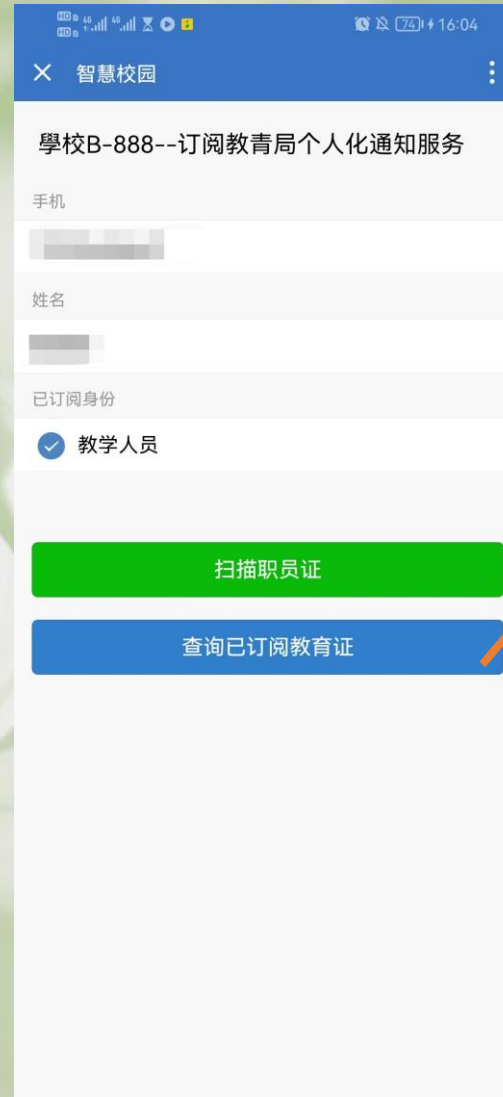 74 16:04
智慧校园
學校B-888--订阅教青局个人化通知服务
手机
姓名
已订阅身份
教学人员
扫描职员证
查询已订阅教育证